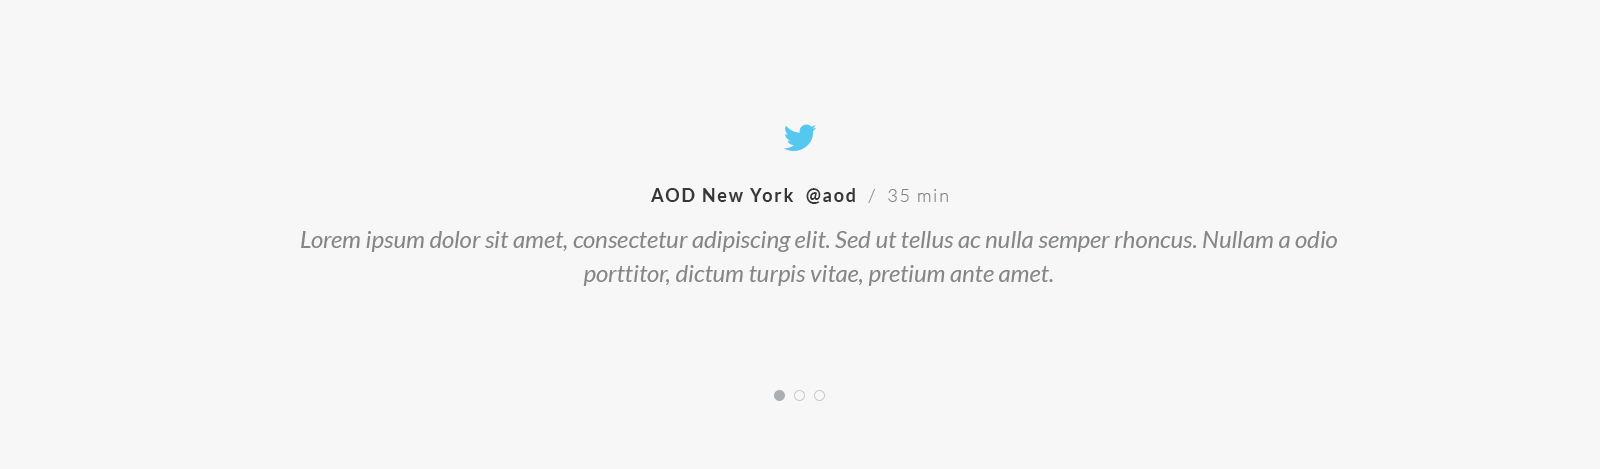 AOD New York @aod / 35 min
Lorem ipsum dolor sit amet, consectetur adipiscing elit. Sed ut tellus ac nulla semper rhoncus. Nullam a odio
porttitor, dictum turpis vitae, pretium ante amet.